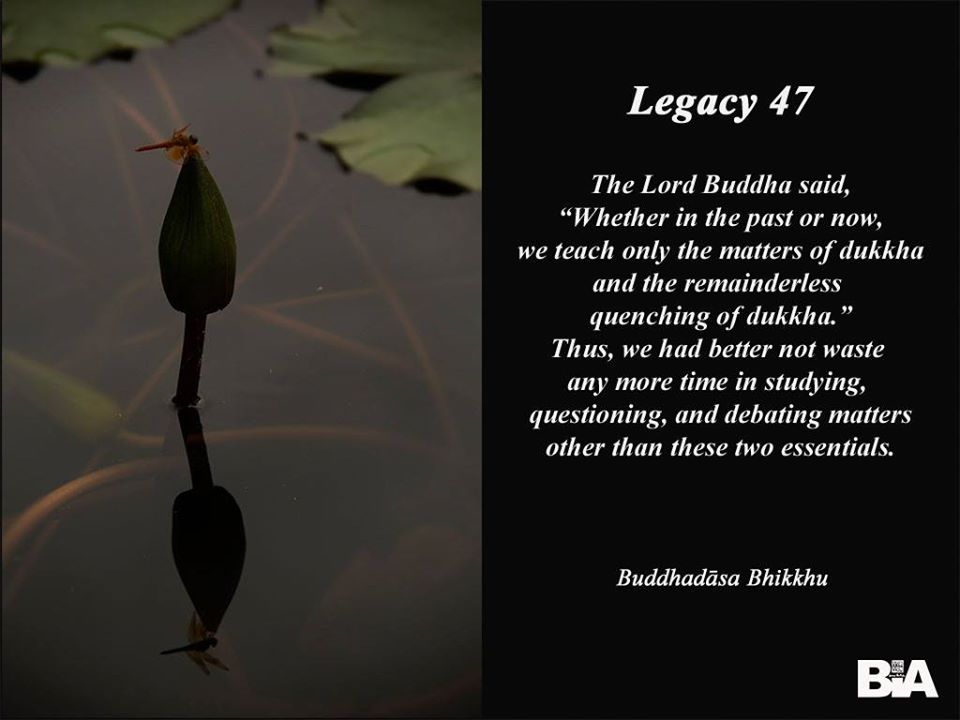 Legacy 47
The Lord Buddha said,
“Whether in the past or now,
we teach only the matters of dukkha
and the remainderless
quenching of dukkha.”
Thus, we had better not waste
any more time in studying,
questioning, and debating matters
other than these two essentials.
Buddhadāsa Bhikkhu
BIA